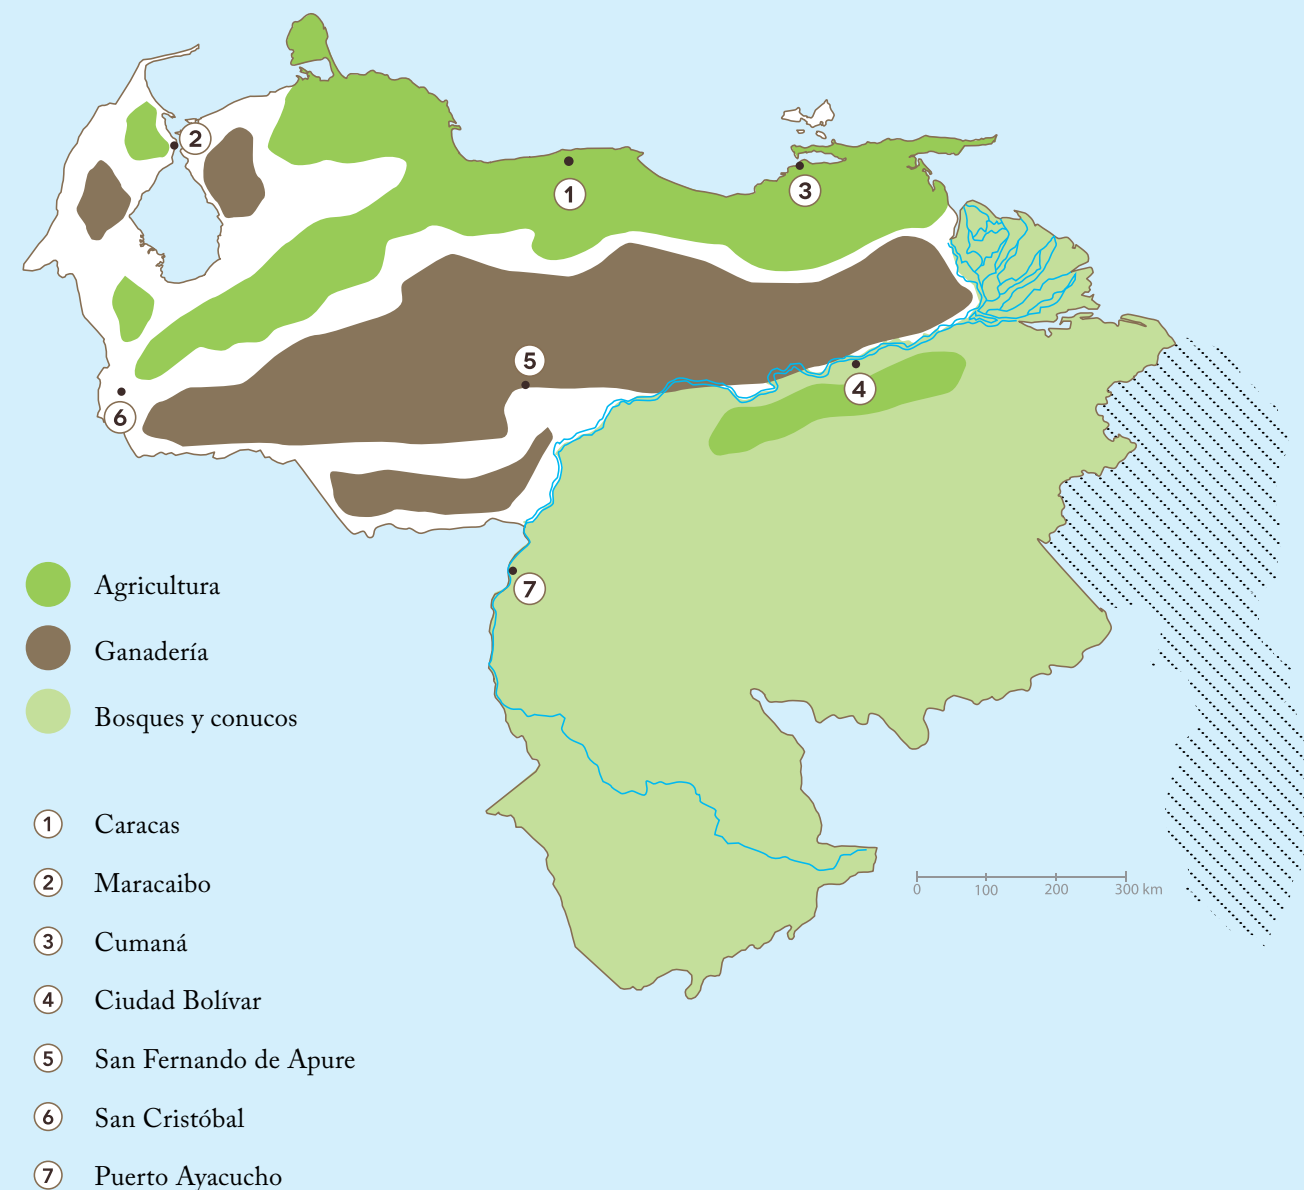 2
1
3
5
4
6
7
Agricultura
Ganadería
Bosques y conucos
1 Caracas
2 Maracaibo
0 100 200 300 km
3 Cumaná
4 Ciudad Bolívar
5 San Fernando de Apure
6 San Cristóbal
7 Puerto Ayacucho